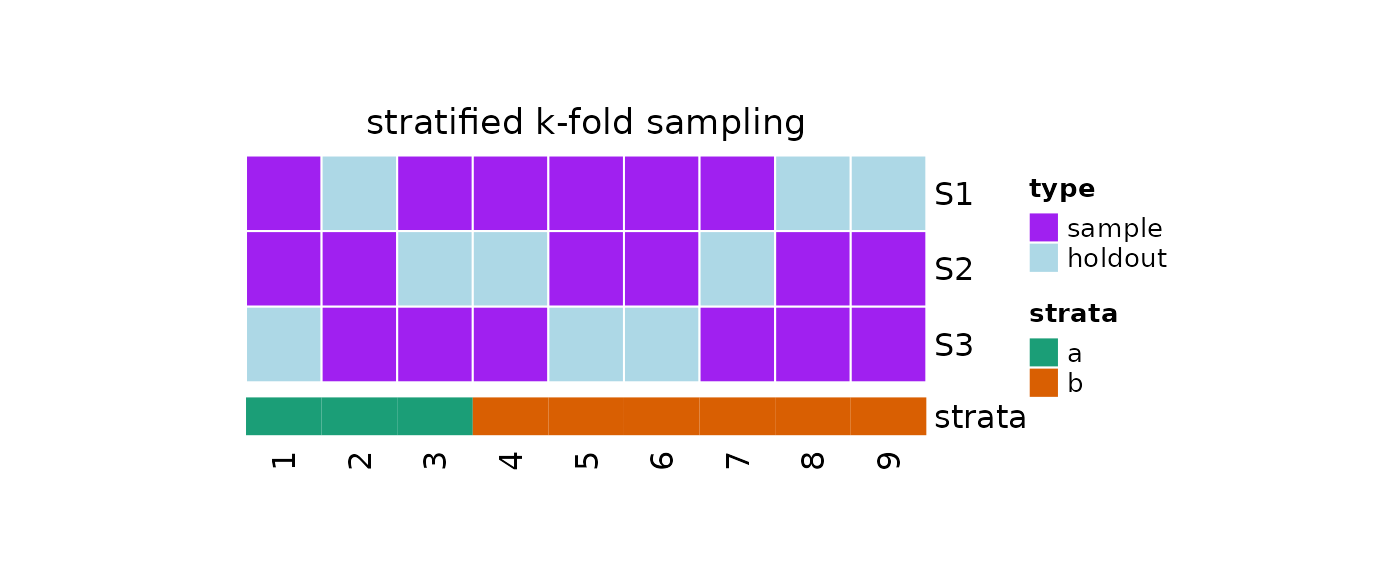 stratified k-fold sampling
S1
S2
S3
strata
1 2 3 4 5 6 7 8 9
type
sample
holdout
strata
a
b